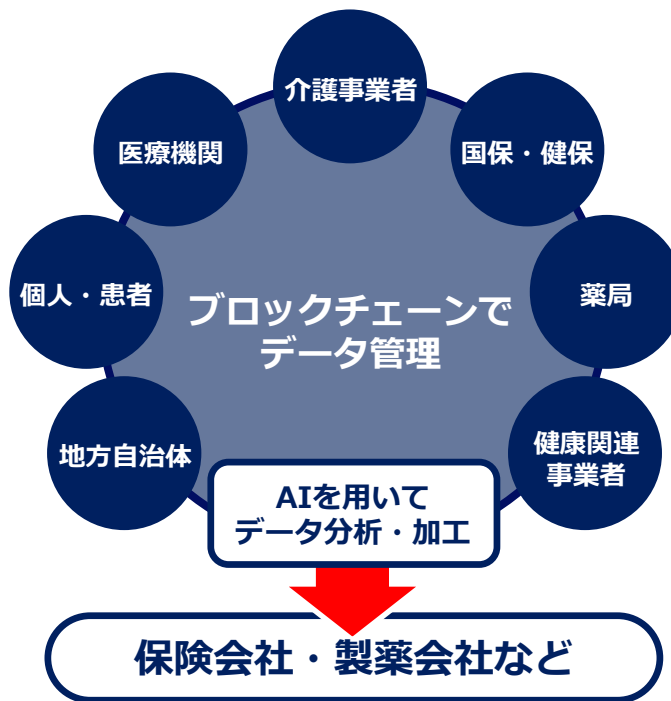 介護事業者
医療機関
国保・健保
個人・患者
ブロックチェーンで
データ管理
薬局
地方自治体
健康関連
事業者
AIを用いて
データ分析・加工
保険会社・製薬会社など